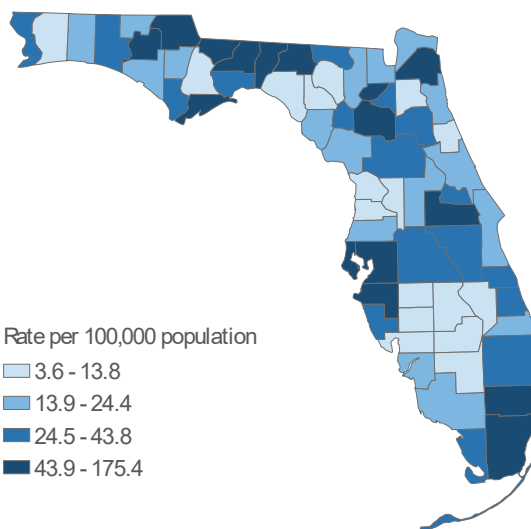 Rate per 100,000 population
3.6 - 13.8
13.9 - 24.4
24.5 - 43.8
43.9 - 175.4